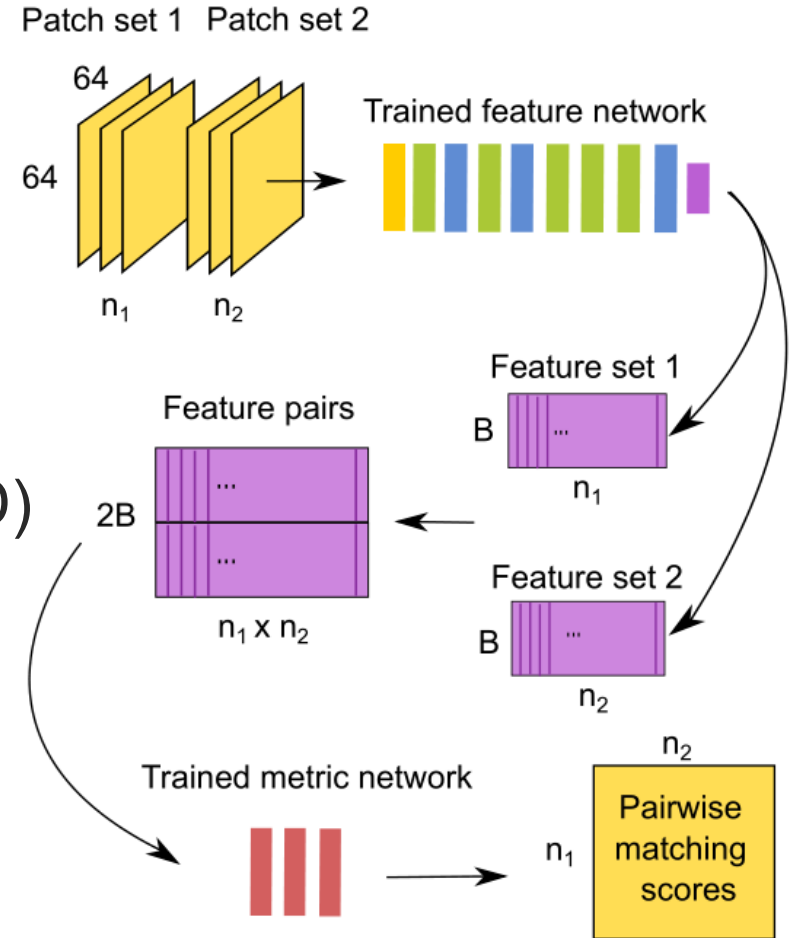 Patch set 1 Patch set 2
64
64
n₁ n₂
Trained feature network
Feature set 1
B
...
n₁
Feature pairs
...
2B
...
n₁ x n₂
)
Feature set 2
B
...
n₂
Trained metric network
n₂
n₁
Pairwise
matching
scores